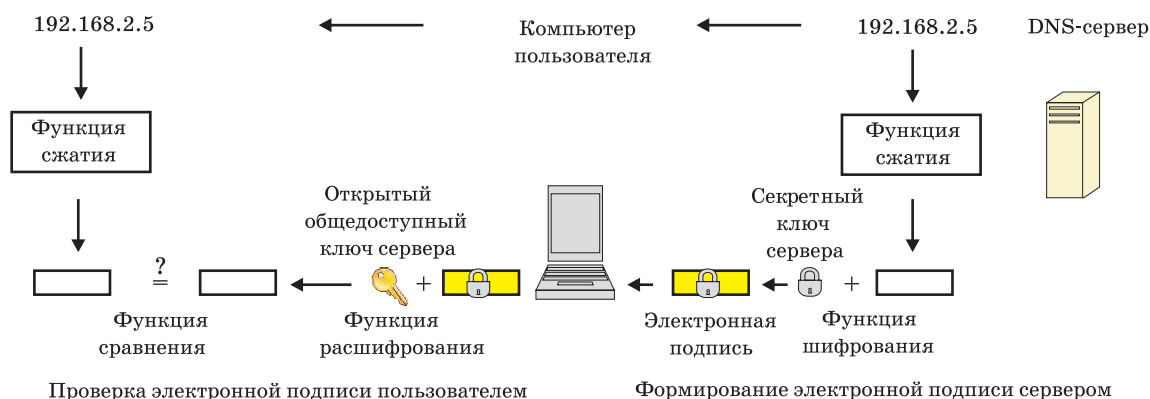 192.168.2.5
Компьютер
пользователя
192.168.2.5
DNS-сервер
Функция
сжатия
Функция
сжатия
Открытый
общедоступный
ключ сервера
Секретный
ключ
сервера
?
=
+
+
Функция
сравнения
Функция
расшифрования
Электронная
подпись
Функция
шифрования
Проверка электронной подписи пользователем
Формирование электронной подписи сервером